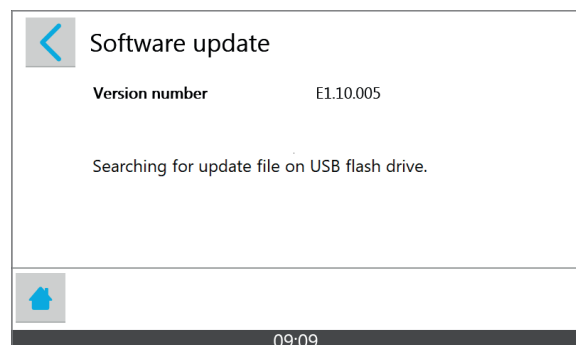 Software update
Version number E1.10.005
Searching for update file on USB flash drive.
09:09